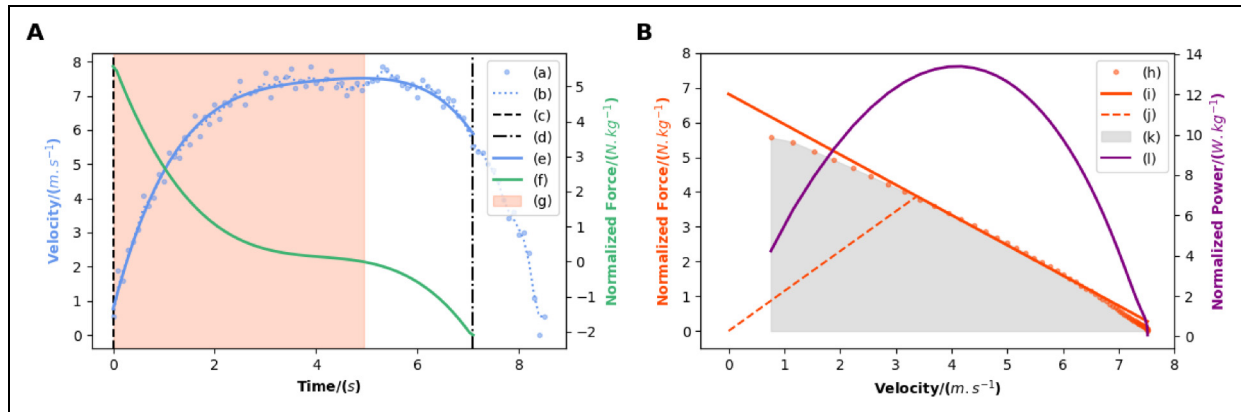 A
B
Velocity/(m.s⁻¹)
8
7
6
5
4
3
2
1
0
0 2 4 6 8
Time/(s)
5
4
3
2
1
0
−1
−2
Normalized Force/(N.kg⁻¹)
(a)
(b)
(c)
(d)
(e)
(f)
(g)
Normalized Force/(N.kg⁻¹)
8
7
6
5
4
3
2
1
0
0 1 2 3 4 5 6 7 8
Velocity/(m.s⁻¹)
14
12
10
8
6
4
2
0
Normalized Power/(W.kg⁻¹)
(h)
(i)
(j)
(k)
(l)